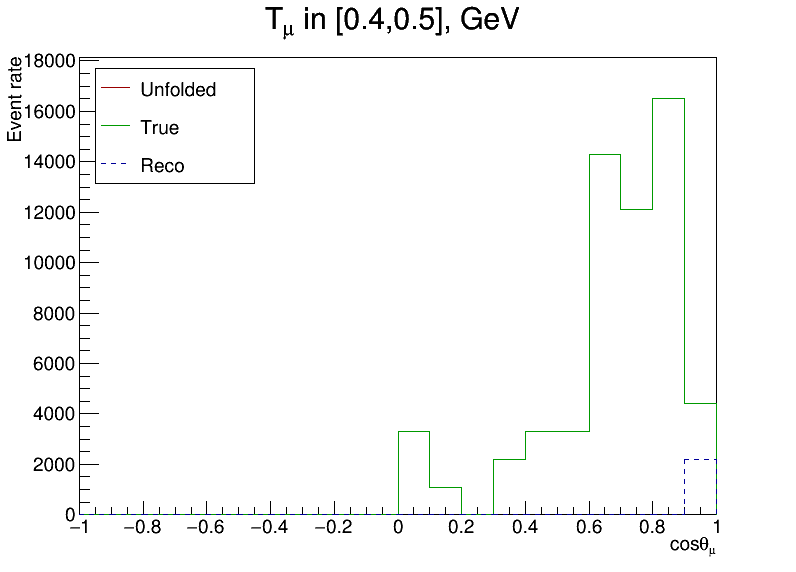 Tμ in [0.4,0.5], GeV
Event rate
18000
16000
14000
12000
10000
8000
6000
4000
2000
0
Unfolded
True
Reco
−1 −0.8 −0.6 −0.4 −0.2 0 0.2 0.4 0.6 0.8 1
cosθμ